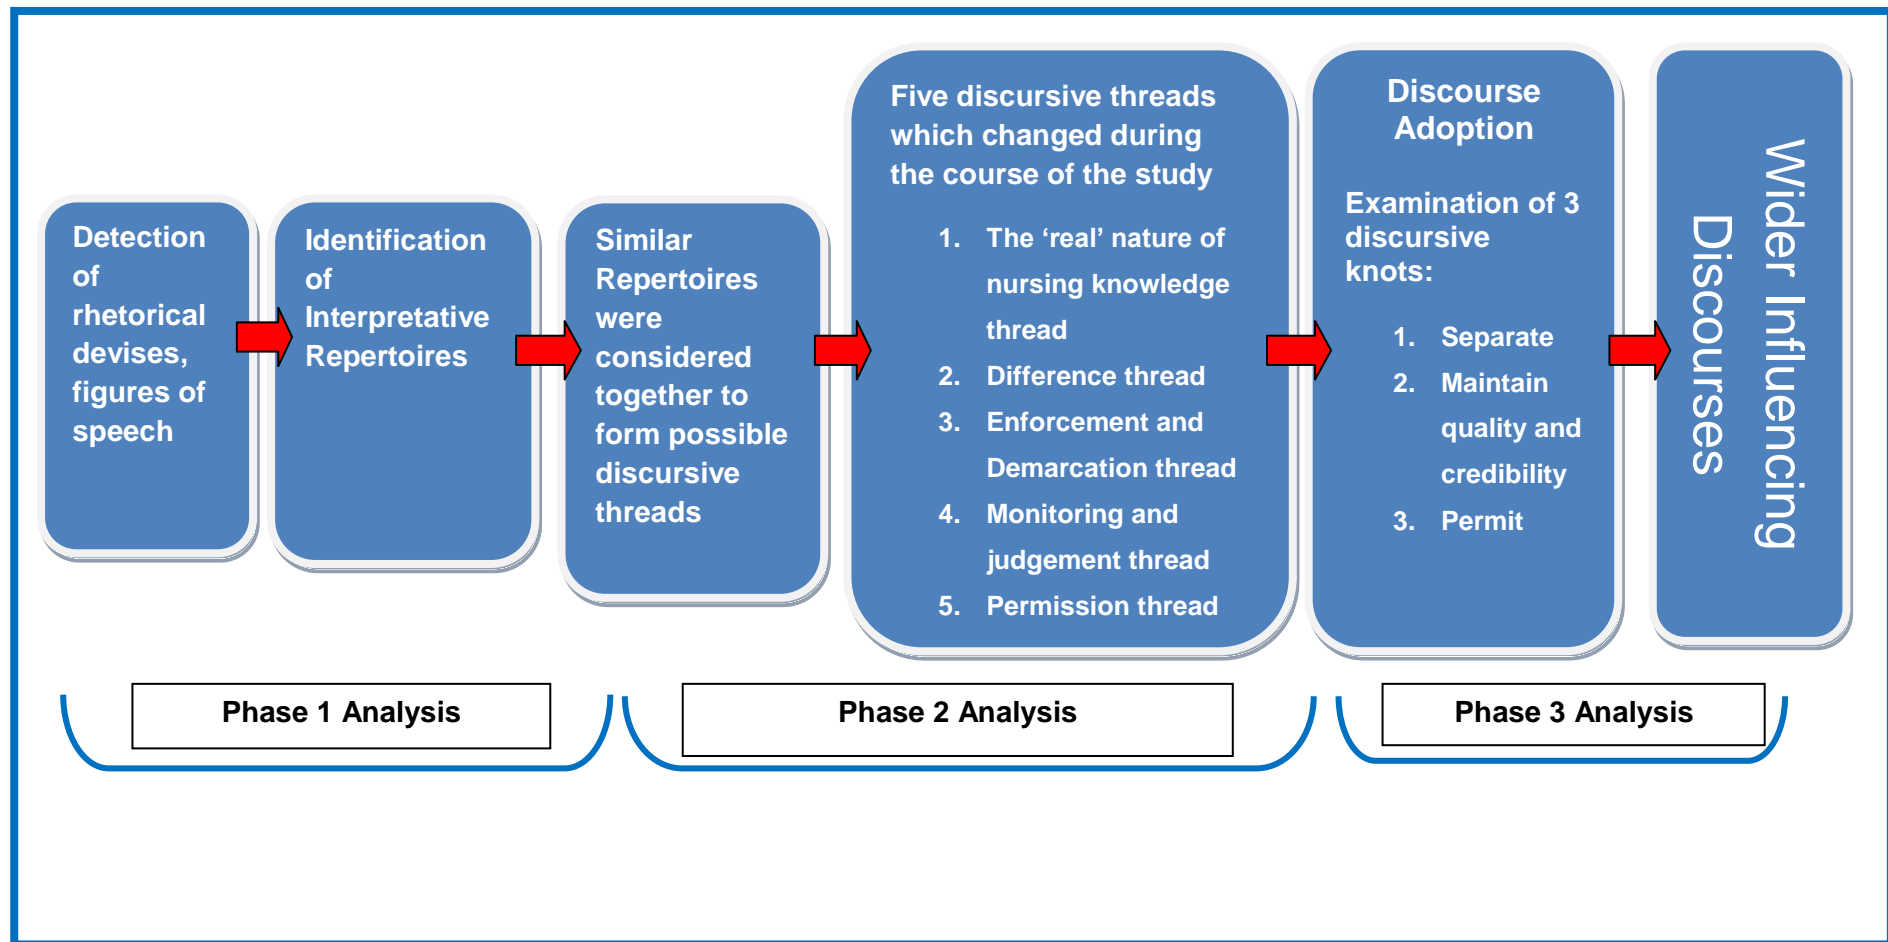 Detection
of
rhetorical
devises,
figures of
speech
Identification
of
Interpretative
Repertoires
Similar
Repertoires
were
considered
together to
form possible
discursive
threads
Five discursive threads
which changed during
the course of the study
1. The ‘real’ nature of
nursing knowledge
thread
2. Difference thread
3. Enforcement and
Demarcation thread
4. Monitoring and
judgement thread
5. Permission thread
Discourse
Adoption
Examination of 3
discursive
knots:
1. Separate
2. Maintain
quality and
credibility
3. Permit
Wider Influencing
Discourses
Phase 1 Analysis
Phase 2 Analysis
Phase 3 Analysis